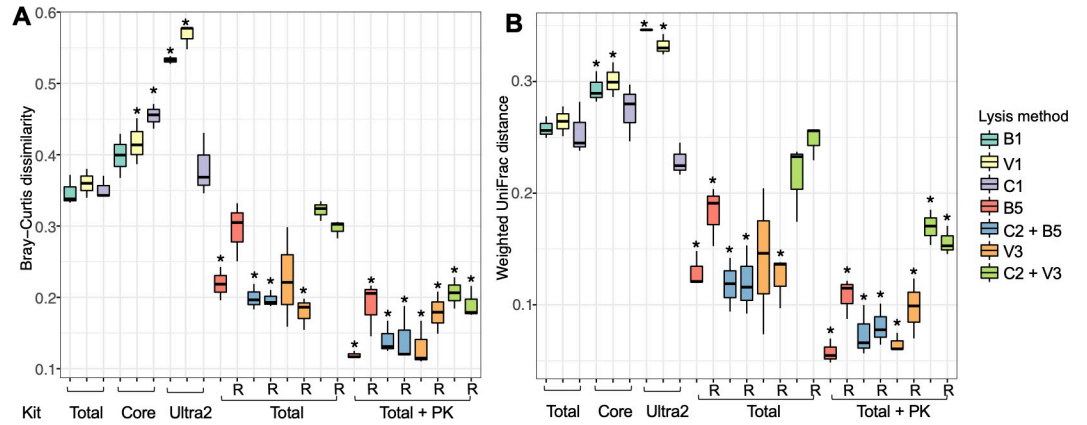 A
Bray−Curtis dissimilarity
0.6
0.5
0.4
0.3
0.2
0.1
* * * * * * * * * * * * * * * * * *
R R R R R R R R
Kit Total Core Ultra2 Total Total + PK
B
Weighted UniFrac distance
0.3
0.2
0.1
* * * * * * * * * * * * * * * * * *
R R R R R R R R
Total Core Ultra2 Total Total + PK
Lysis method
B1
V1
C1
B5
C2 + B5
V3
C2 + V3